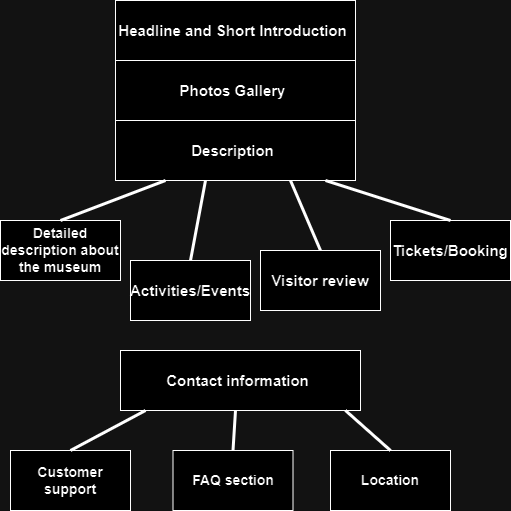 Headline and Short Introduction
Photos Gallery
Description
Detailed
description about
the museum
Activities/Events
Visitor review
Tickets/Booking
Contact information
Customer
support
FAQ section
Location